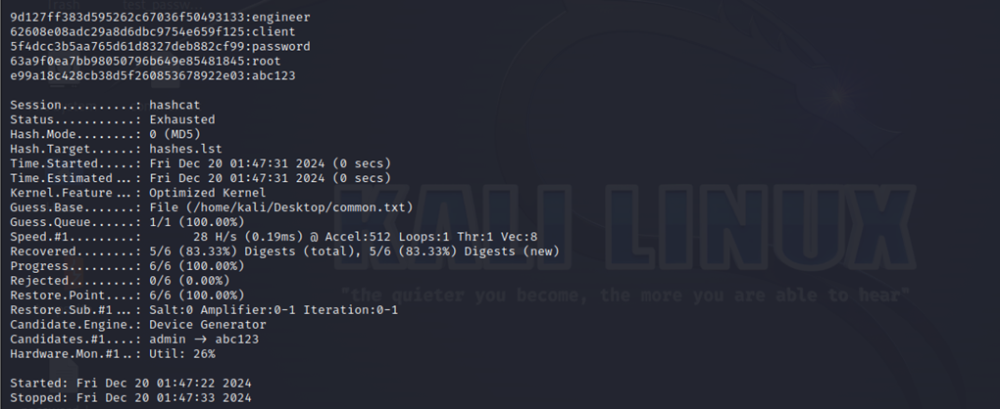 9d127ff383d595262c67036f50493133:engineer
62608e08adc29a8d6dbc9754e659f125:client
5f4dcc3b5aa765d61d8327deb882cf99:password
63a9f0ea7bb98050796b649e85481845:root
e99a18c428cb38d5f260853678922e03:abc123
Session..........: hashcat
Status...........: Exhausted
Hash.Mode........: 0 (MD5)
Hash.Target......: hashes.lst
Time.Started.....: Fri Dec 20 01:47:31 2024 (0 secs)
Time.Estimated...: Fri Dec 20 01:47:31 2024 (0 secs)
Kernel.Feature...: Optimized Kernel
Guess.Base.......: File (/home/kali/Desktop/common.txt)
Guess.Queue......: 1/1 (100.00%)
Speed.#1.........:       28 H/s (0.19ms) @ Accel:512 Loops:1 Thr:1 Vec:8
Recovered........: 5/6 (83.33%) Digests (total), 5/6 (83.33%) Digests (new)
Progress.........: 6/6 (100.00%)
Rejected.........: 0/6 (0.00%)
Restore.Point....: 6/6 (100.00%)
Restore.Sub.#1...: Salt:0 Amplifier:0-1 Iteration:0-1
Candidate.Engine.: Device Generator
Candidates.#1....: admin -> abc123
Hardware.Mon.#1..: Util: 26%
Started: Fri Dec 20 01:47:22 2024
Stopped: Fri Dec 20 01:47:33 2024
KALI LINUX
"the quieter you become, the more you are able to hear"